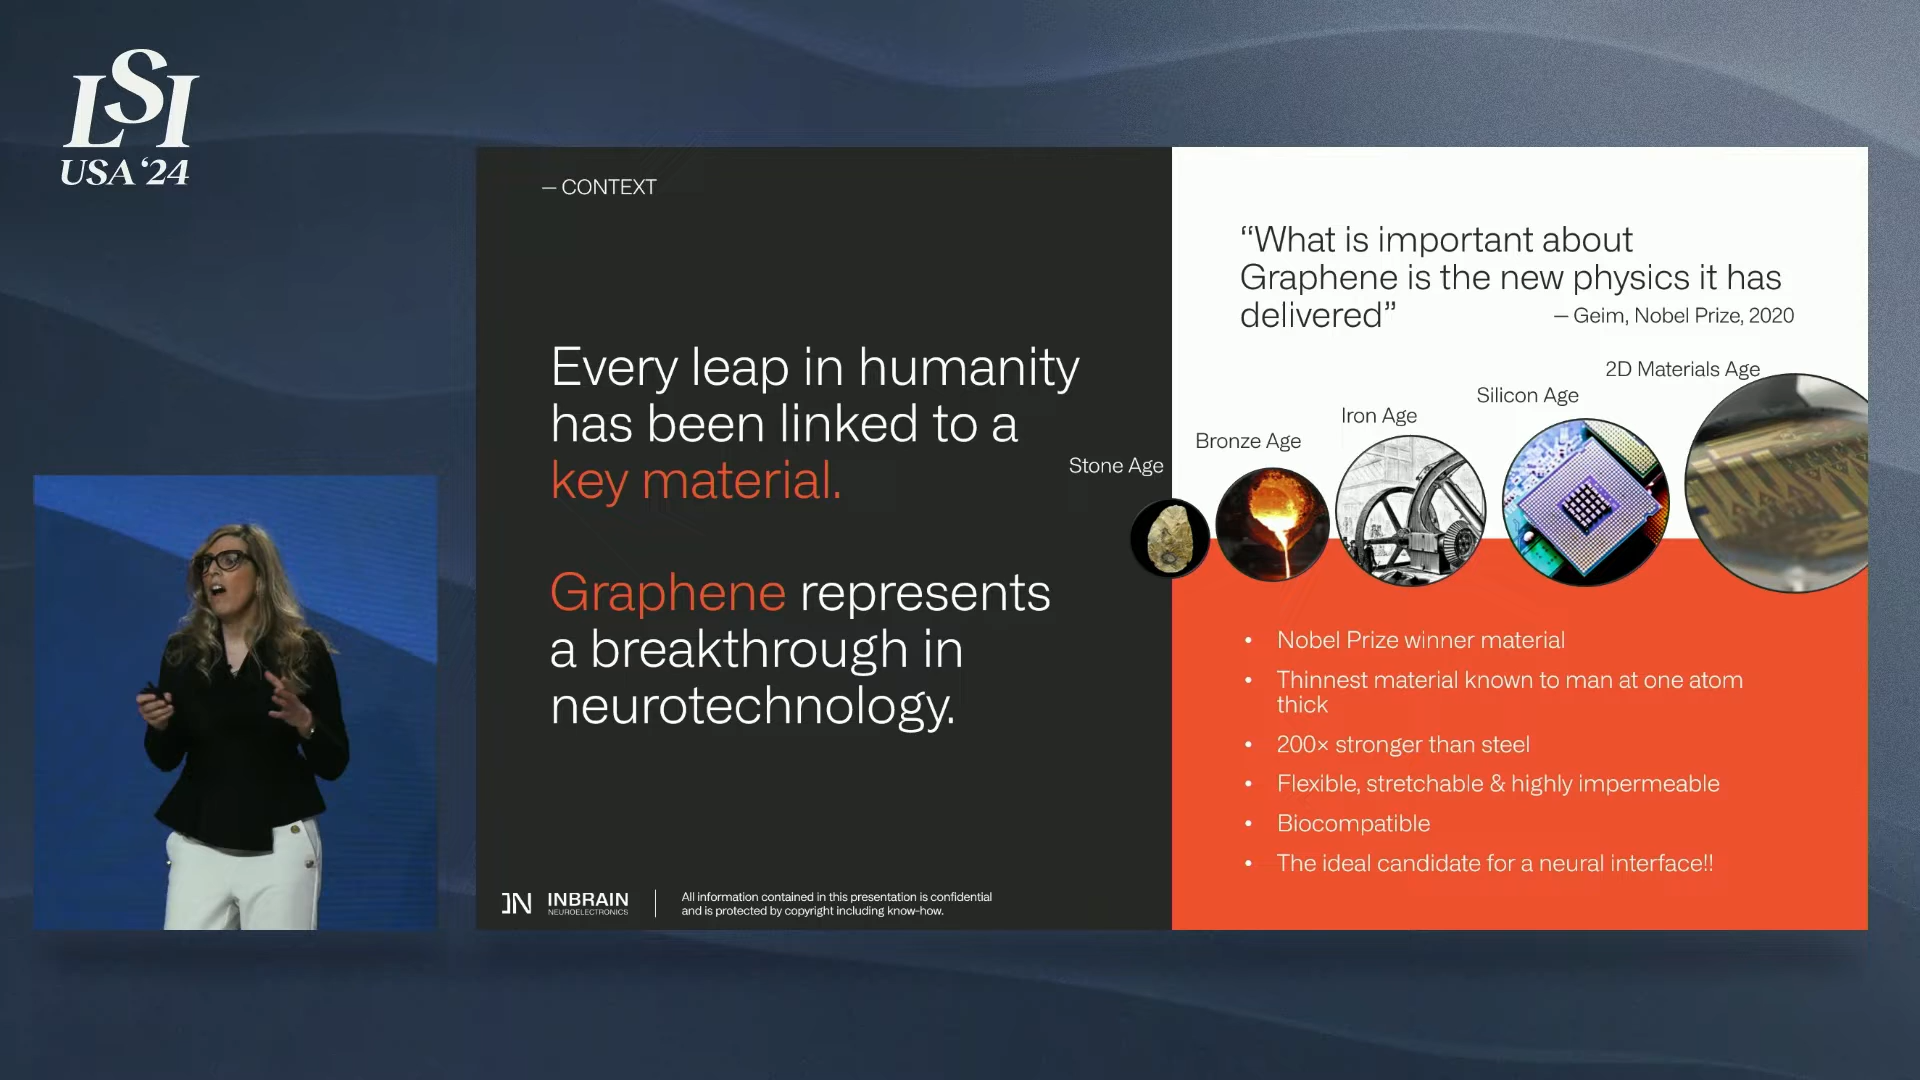 LSI
USA '24
— CONTEXT
Every leap in humanity
has been linked to a
key material.
Graphene represents
a breakthrough in
neurotechnology.
“What is important about
Graphene is the new physics it has
delivered”
— Geim, Nobel Prize, 2020
Stone Age
Bronze Age
Iron Age
Silicon Age
2D Materials Age
• Nobel Prize winner material
• Thinnest material known to man at one atom
thick
• 200× stronger than steel
• Flexible, stretchable & highly impermeable
• Biocompatible
• The ideal candidate for a neural interface!!
IN INBRAIN
NEUROELECTRONICS
All information contained in this presentation is confidential
and is protected by copyright including know-how.